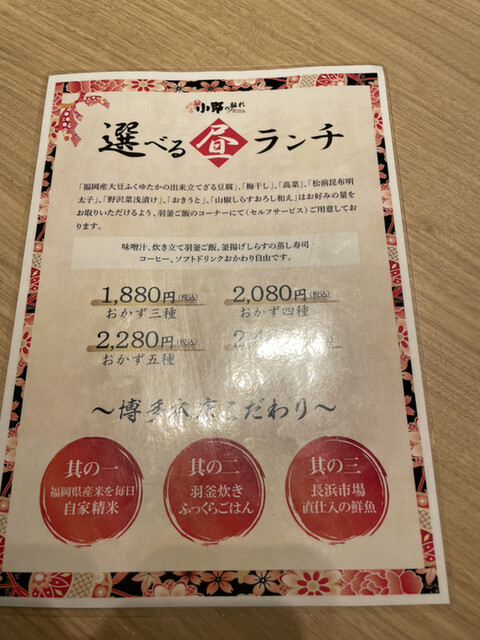 小野の離れ
選べる昼ランチ
「福岡産大豆ふくゆたかの出来立てざる豆腐」、「梅干し」、「高菜」、「松前昆布明
太子」、「野沢菜浅漬け」、「おきうと」、「山椒しらすおろし和え」はお好みの量を
お取りいただけるよう、羽釜ご飯のコーナーにて(セルフサービス)ご用意してお
ります。
味噌汁、炊き立て羽釜ご飯、釜揚げしらすの蒸し寿司
コーヒー、ソフトドリンクおかわり自由です。
1,880円(税込) 2,080円(税込)
おかず三種 おかず四種
2,280円(税込)
おかず五種
〜博多本店こだわり〜
其の一 其の二 其の三
福岡県産米を毎日 羽釜炊き 長浜市場
自家精米 ふっくらごはん 直仕入の鮮魚